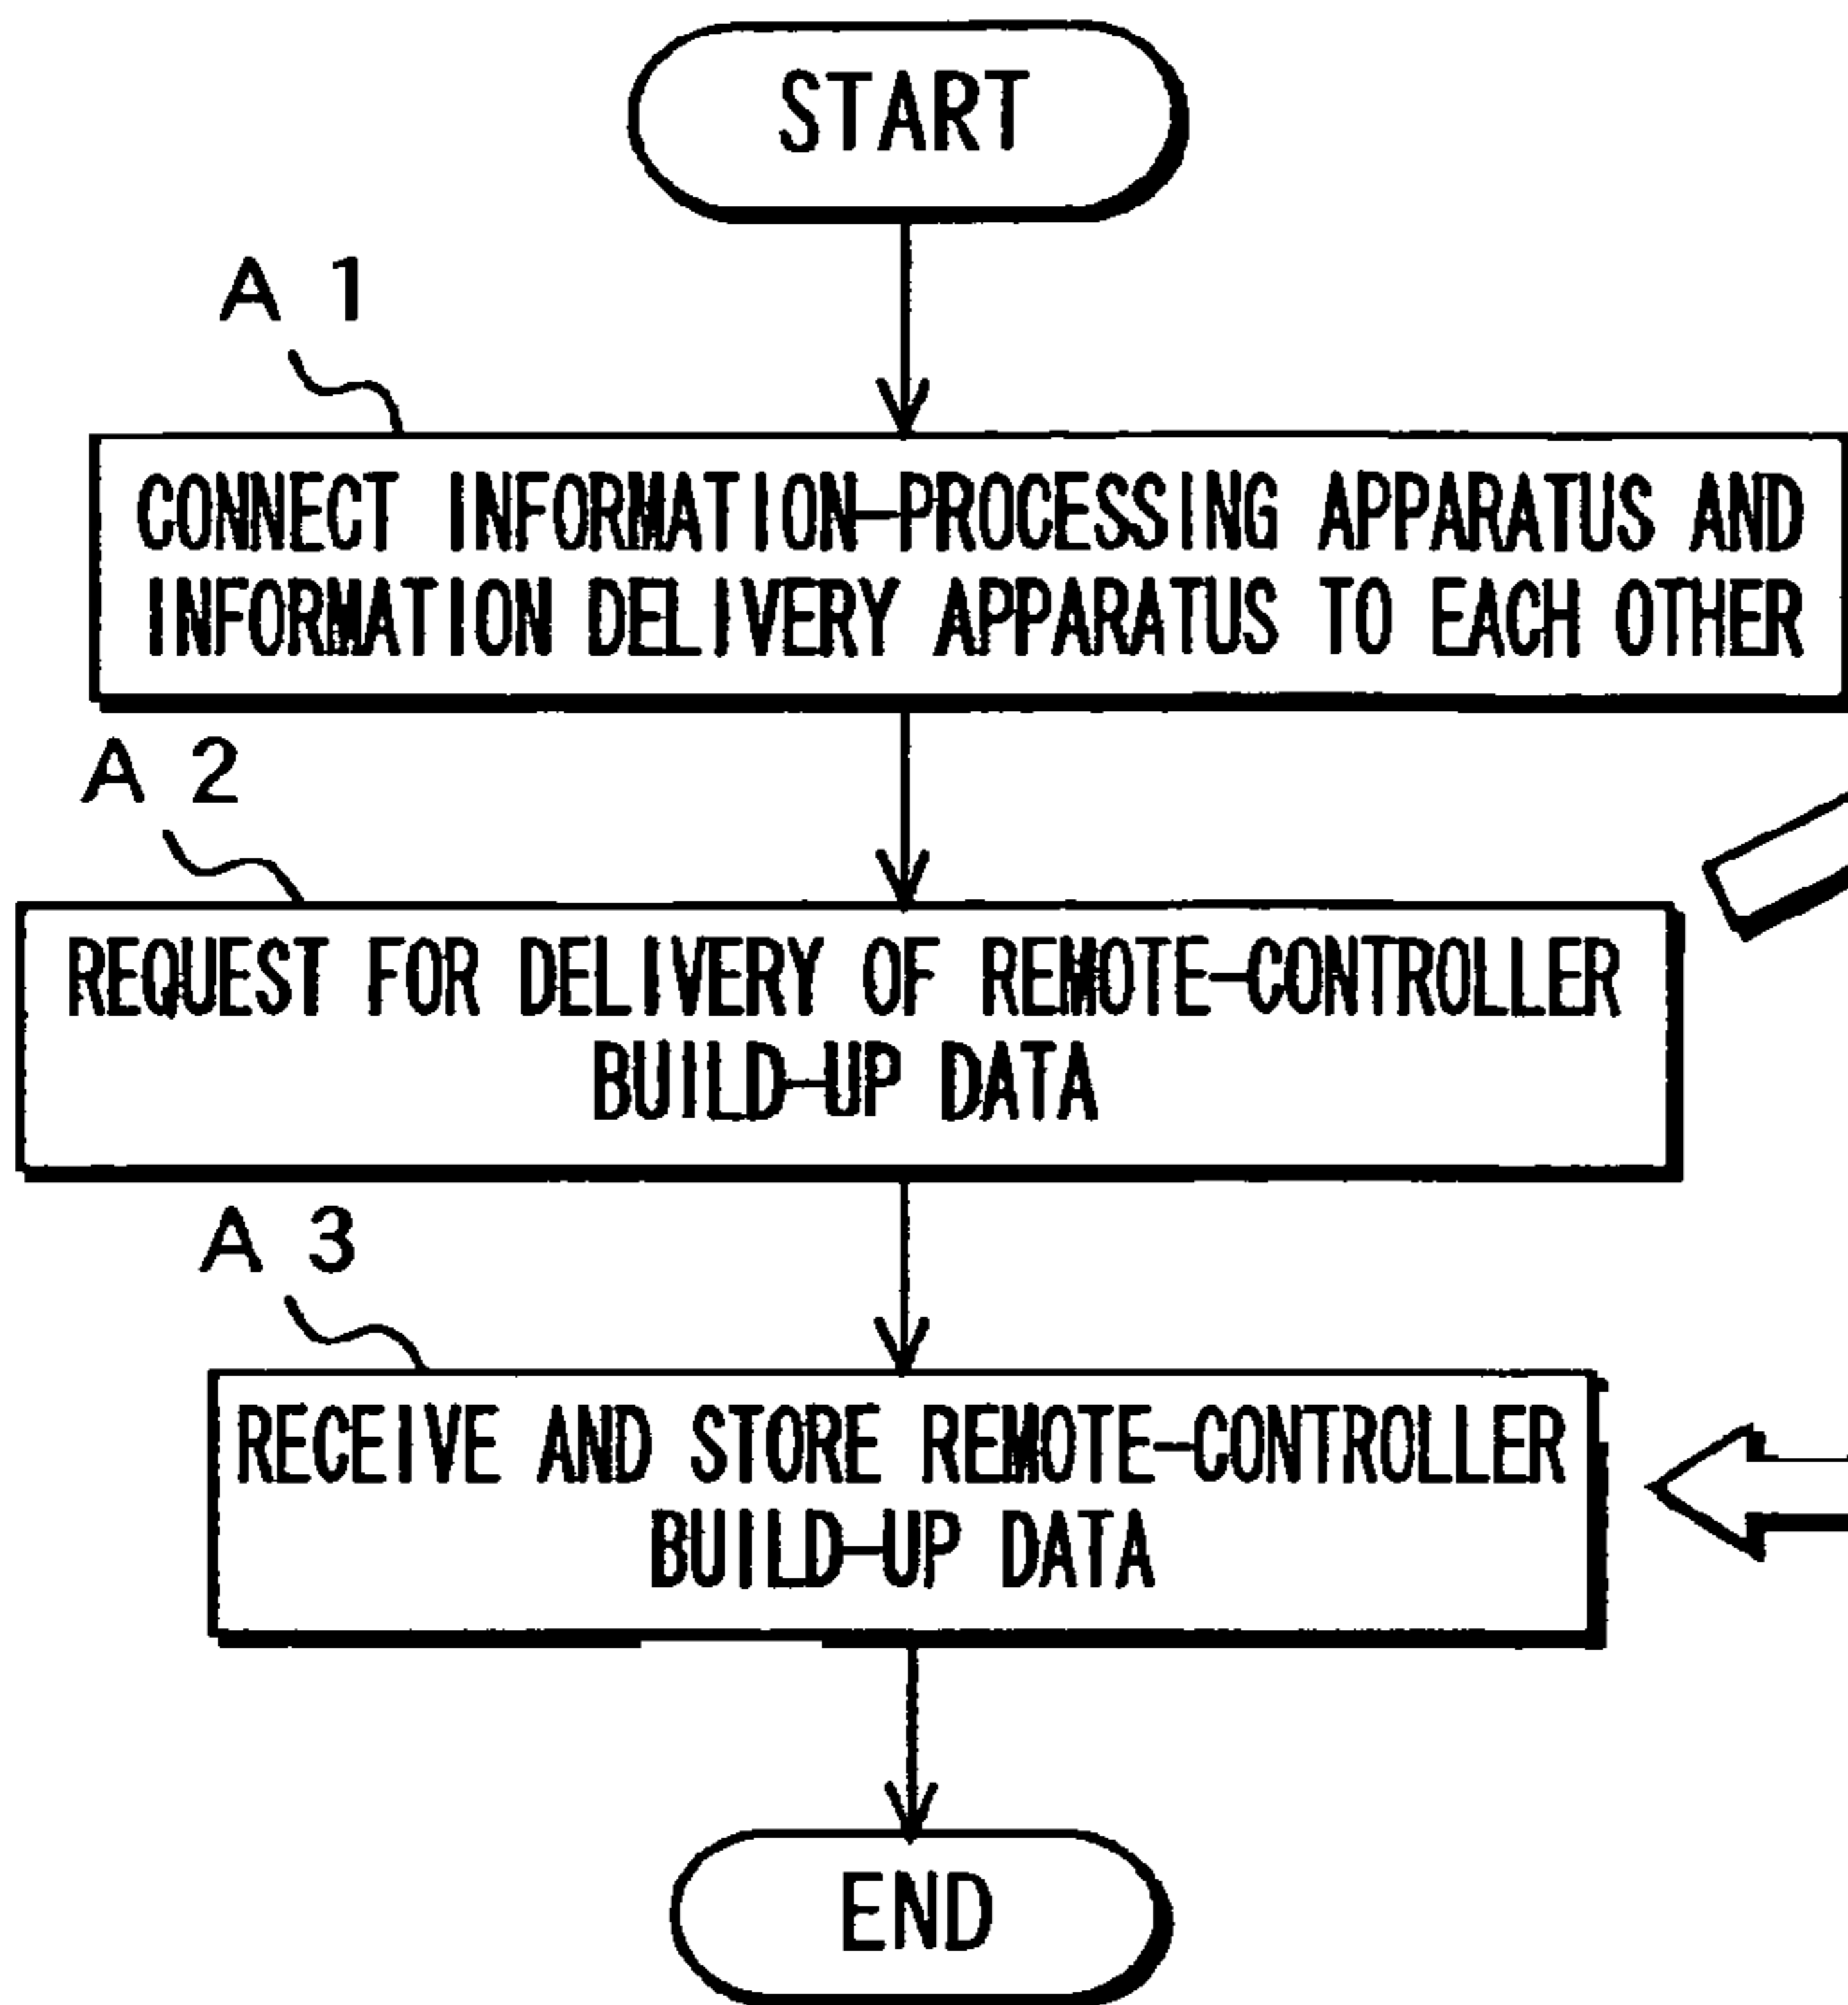 START
A 1
CONNECT INFORMATION-PROCESSING APPARATUS AND
INFORMATION DELIVERY APPARATUS TO EACH OTHER
A 2
REQUEST FOR DELIVERY OF REMOTE-CONTROLLER
BUILD-UP DATA
A 3
RECEIVE AND STORE REMOTE-CONTROLLER
BUILD-UP DATA
END